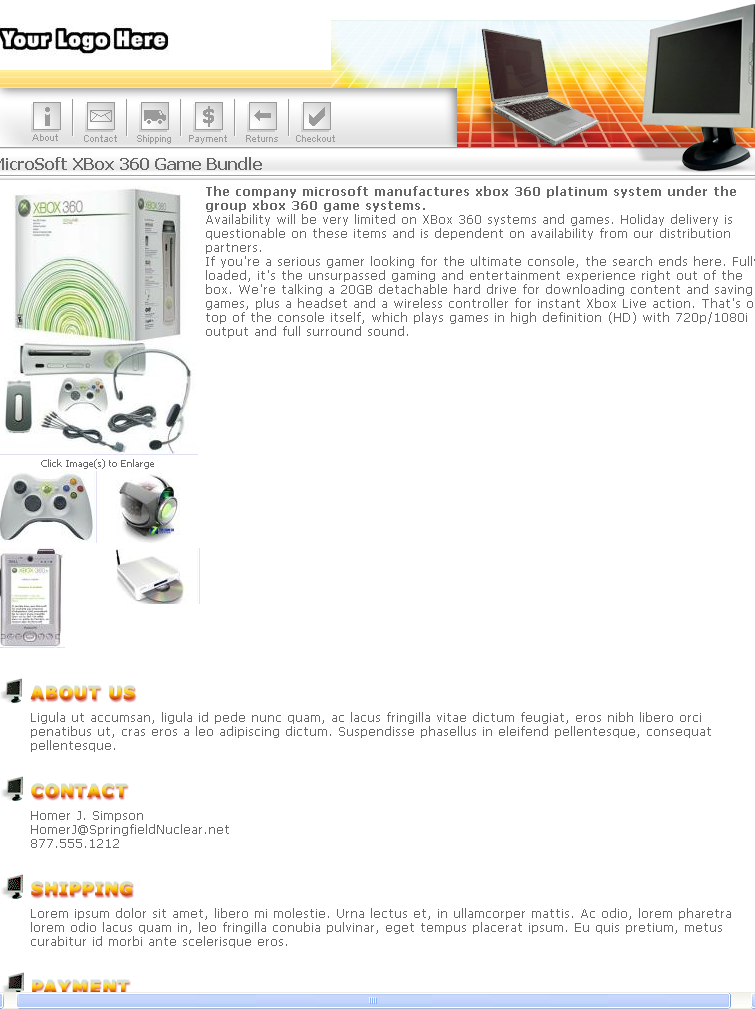 Your Logo Here
About
Contact
Shipping
Payment
Returns
Checkout
MicroSoft XBox 360 Game Bundle
XBOX 360
The company microsoft manufactures xbox 360 platinum system under the
group xbox 360 game systems.
Availability will be very limited on XBox 360 systems and games. Holiday delivery is
questionable on these items and is dependent on availability from our distribution
partners.
If you're a serious gamer looking for the ultimate console, the search ends here. Full
loaded, it's the unsurpassed gaming and entertainment experience right out of the
box. We're talking a 20GB detachable hard drive for downloading content and saving
games, plus a headset and a wireless controller for instant Xbox Live action. That's o
top of the console itself, which plays games in high definition (HD) with 720p/1080i
output and full surround sound.
Click Image(s) to Enlarge
DELL
XBOX 360
ABOUT US
Ligula ut accumsan, ligula id pede nunc quam, ac lacus fringilla vitae dictum feugiat, eros nibh libero orci
penatibus ut, cras eros a leo adipiscing dictum. Suspendisse phasellus in eleifend pellentesque, consequat
pellentesque.
CONTACT
Homer J. Simpson
HomerJ@SpringfieldNuclear.net
877.555.1212
SHIPPING
Lorem ipsum dolor sit amet, libero mi molestie. Urna lectus et, in ullamcorper mattis. Ac odio, lorem pharetra
lorem odio lacus quam in, leo fringilla conubia pulvinar, eget tempus placerat ipsum. Eu quis pretium, metus
curabitur id morbi ante scelerisque eros.
PAYMENT